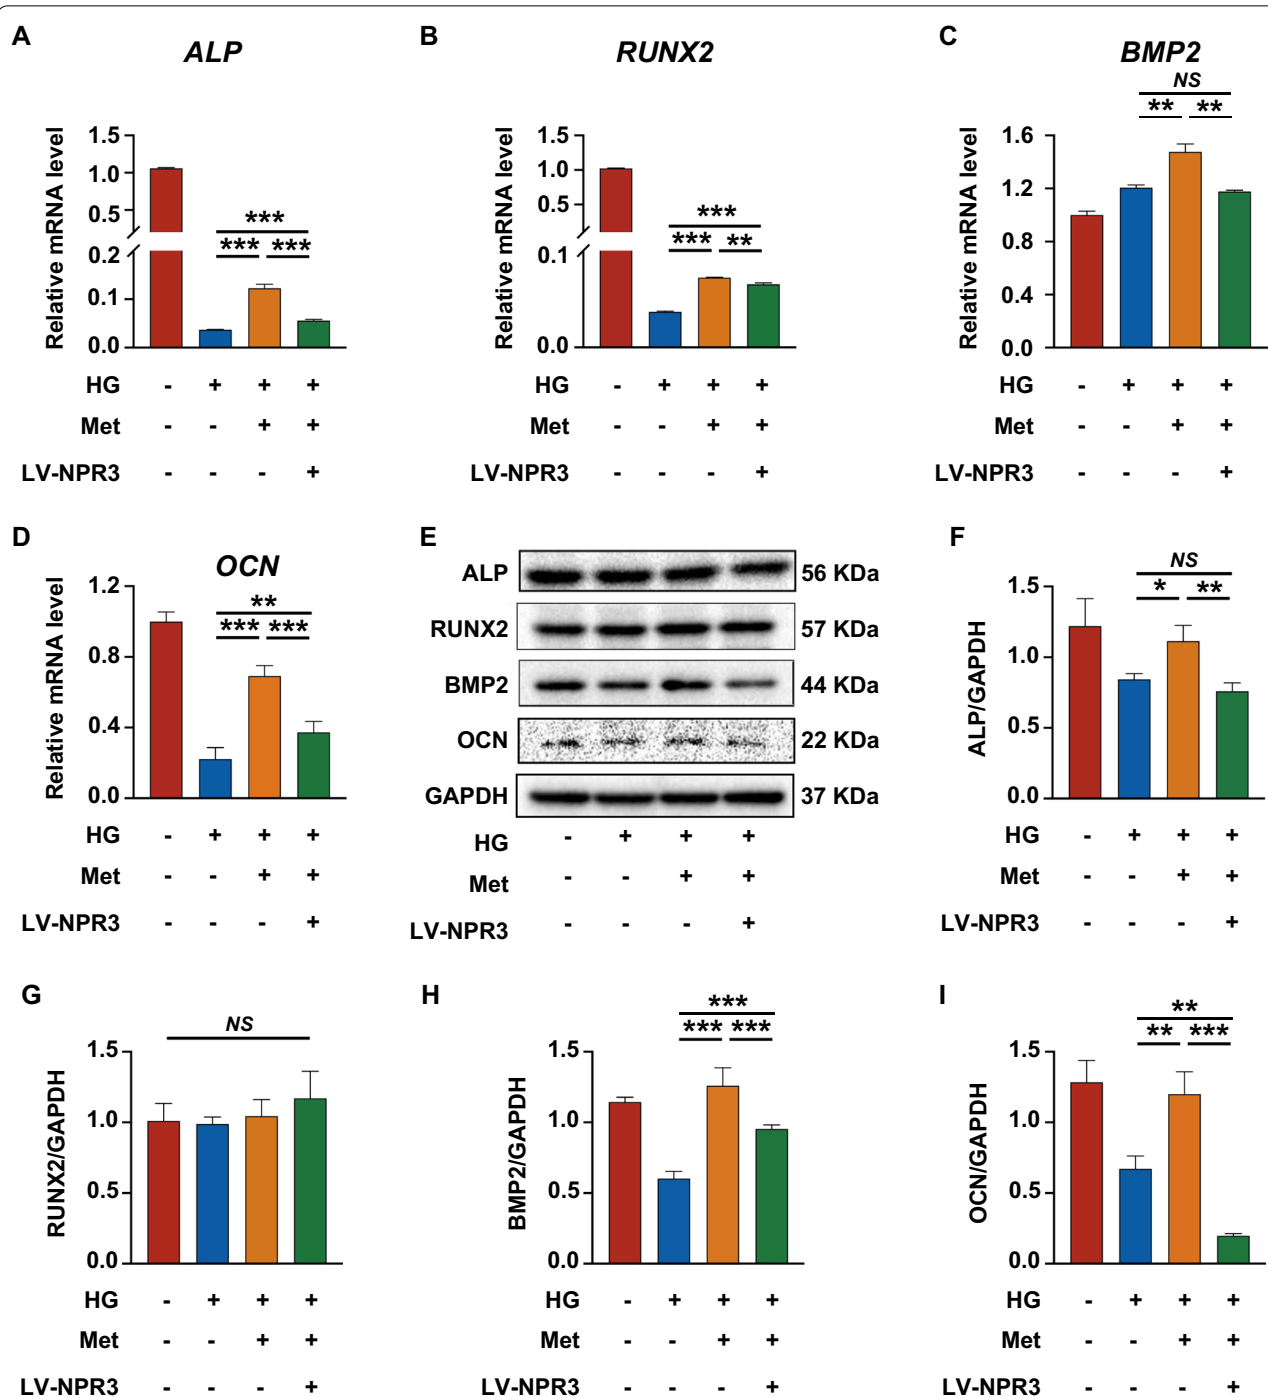 A
ALP
Relative mRNA level
1.5
1.0
0.5
0.2
0.1
0.0
***
*** ***
HG - + + +
Met - - + +
LV-NPR3 - - - +
B
RUNX2
Relative mRNA level
1.5
1.0
0.5
0.1
0.0
***
*** **
HG - + + +
Met - - + +
LV-NPR3 - - - +
C
BMP2
Relative mRNA level
1.6
1.2
0.8
0.4
0.0
NS
** **
HG - + + +
Met - - + +
LV-NPR3 - - - +
D
OCN
Relative mRNA level
1.2
0.8
0.4
0.0
**
*** ***
HG - + + +
Met - - + +
LV-NPR3 - - - +
E
ALP 56 KDa
RUNX2 57 KDa
BMP2 44 KDa
OCN 22 KDa
GAPDH 37 KDa
HG - + + +
Met - - + +
LV-NPR3 - - - +
F
ALP/GAPDH
1.5
1.0
0.5
0.0
NS
* **
HG - + + +
Met - - + +
LV-NPR3 - - - +
G
RUNX2/GAPDH
1.5
1.0
0.5
0.0
NS
HG - + + +
Met - - + +
LV-NPR3 - - - +
H
BMP2/GAPDH
1.5
1.0
0.5
0.0
***
*** ***
HG - + + +
Met - - + +
LV-NPR3 - - - +
I
OCN/GAPDH
1.5
1.0
0.5
0.0
**
** ***
HG - + + +
Met - - + +
LV-NPR3 - - - +